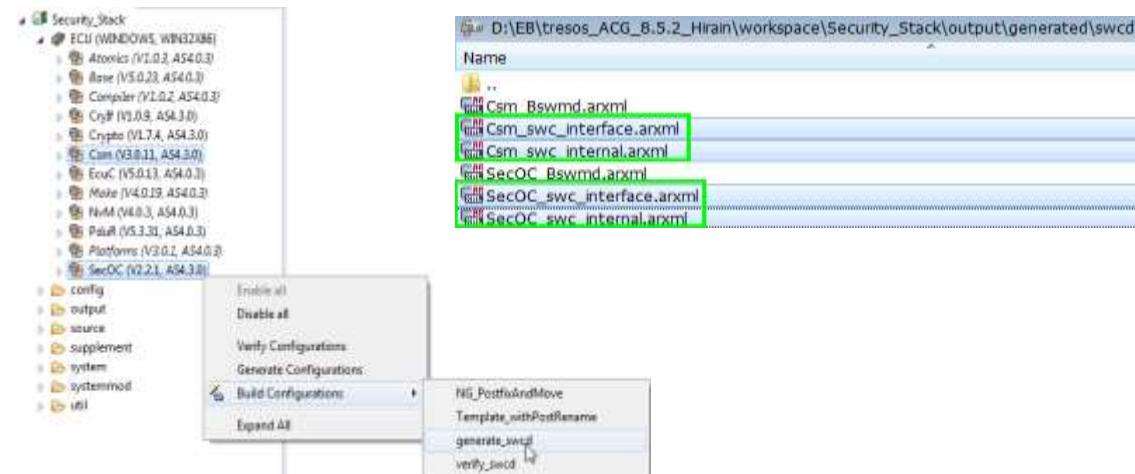 Security_Stack
ECU (WINDOWS, WIN32X86)
Atomics (V1.0.3, AS4.0.3)
Base (V5.0.23, AS4.0.3)
Compiler (V1.0.2, AS4.0.3)
CryIf (V1.0.9, AS4.3.0)
Crypto (V1.7.4, AS4.3.0)
Csm (V3.0.11, AS4.3.0)
EcuC (V5.0.13, AS4.0.3)
Make (V4.0.19, AS4.0.3)
NvM (V4.0.3, AS4.0.3)
PduR (V5.3.31, AS4.0.3)
Platforms (V3.0.1, AS4.0.3)
SecOC (V2.2.1, AS4.3.0)
config
output
source
supplement
system
systemmod
util
Enable all
Disable all
Verify Configurations
Generate Configurations
Build Configurations
Expand All
NG_PostfixAndMove
Template_withPostRename
generate_swcd
verify_swcd
D:\EB\tresos_ACG_8.5.2_Hirain\workspace\Security_Stack\output\generated\swcd
Name
..
Csm_Bswmd.arxml
Csm_swc_interface.arxml
Csm_swc_internal.arxml
SecOC_Bswmd.arxml
SecOC_swc_interface.arxml
SecOC_swc_internal.arxml